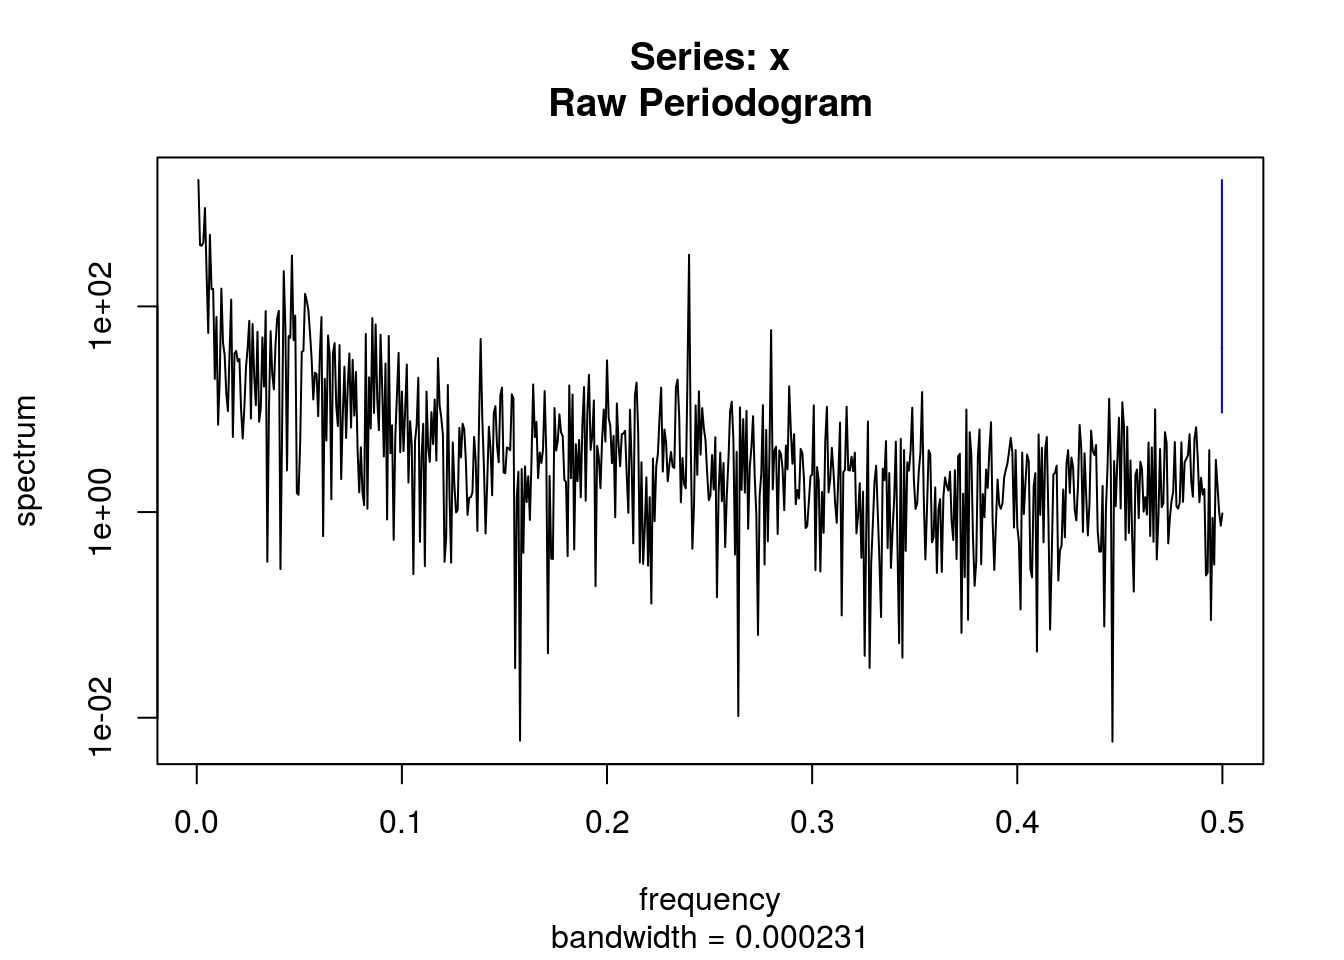 Series: x
Raw Periodogram
spectrum
1e+02
1e+00
1e-02
0.0 0.1 0.2 0.3 0.4 0.5
frequency
bandwidth = 0.000231